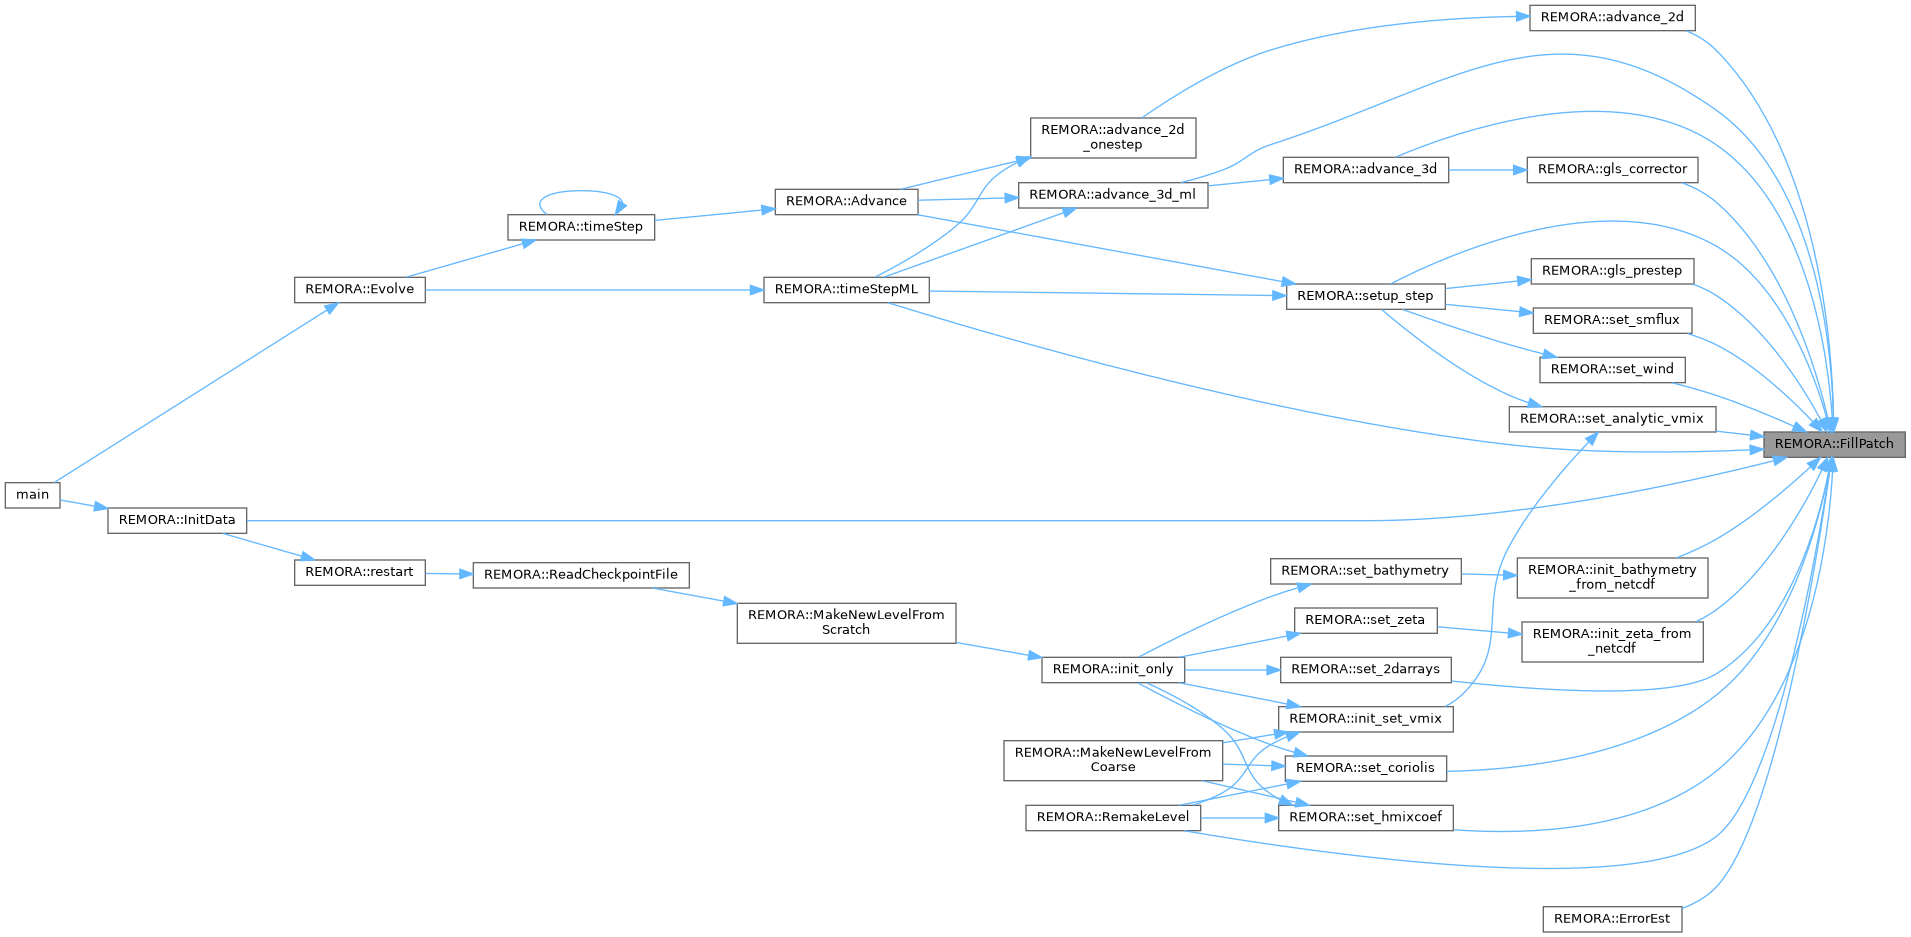 REMORA::advance_2d
REMORA::advance_2d
_onestep
REMORA::advance_3d
REMORA::gls_corrector
REMORA::advance_3d_ml
REMORA::Advance
REMORA::timeStep
REMORA::gls_prestep
REMORA::Evolve
REMORA::timeStepML
REMORA::setup_step
REMORA::set_smflux
REMORA::set_wind
REMORA::set_analytic_vmix
REMORA::FillPatch
main
REMORA::InitData
REMORA::restart
REMORA::ReadCheckpointFile
REMORA::set_bathymetry
REMORA::init_bathymetry
_from_netcdf
REMORA::MakeNewLevelFrom
Scratch
REMORA::set_zeta
REMORA::init_zeta_from
_netcdf
REMORA::init_only
REMORA::set_2darrays
REMORA::init_set_vmix
REMORA::MakeNewLevelFrom
Coarse
REMORA::set_coriolis
REMORA::RemakeLevel
REMORA::set_hmixcoef
REMORA::ErrorEst